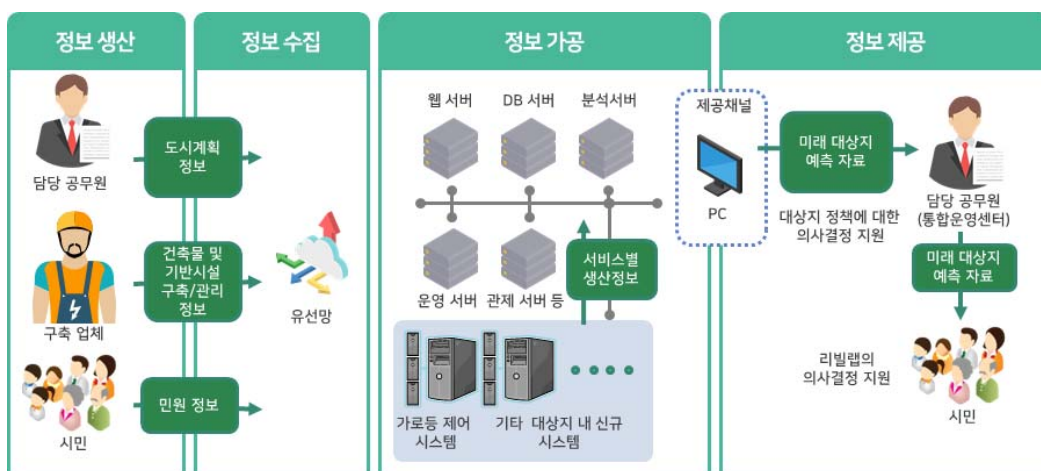 정보 생산
정보 수집
정보 가공
정보 제공
담당 공무원
도시계획
정보
구축 업체
건축물 및
기반시설
구축/관리
정보
시민
민원 정보
유선망
웹 서버
DB 서버
분석서버
운영 서버
관제 서버 등
서비스별
생산정보
가로등 제어
시스템
기타 대상지 내 신규
시스템
제공채널
PC
미래 대상지
예측 자료
대상지 정책에 대한
의사결정 지원
담당 공무원
(통합운영센터)
미래 대상지
예측 자료
리빌랩의
의사결정 지원
시민